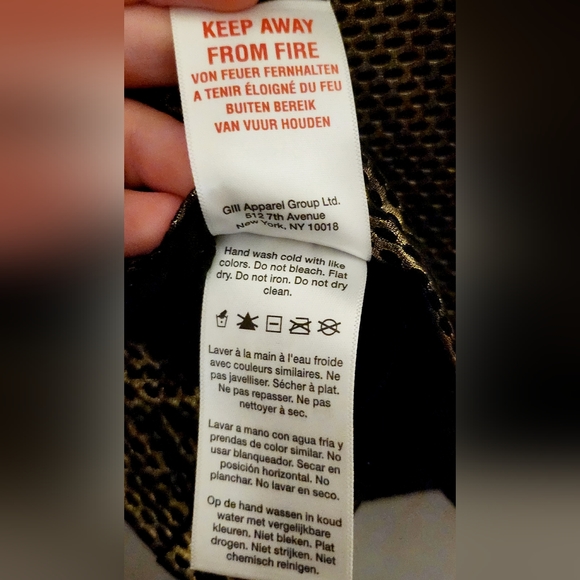 KEEP AWAY
FROM FIRE
VON FEUER FERNHALTEN
A TENIR ÉLOIGNÉ DU FEU
BUITEN BEREIK
VAN VUUR HOUDEN
GIII Apparel Group Ltd.
512 7th Avenue
New York, NY 10018
Hand wash cold with like
colors. Do not bleach. Flat
dry. Do not iron. Do not dry
clean.
Laver à la main à l'eau froide
avec couleurs similaires. Ne
pas javelliser. Sécher à plat.
Ne pas repasser. Ne pas
nettoyer à sec.
Lavar a mano con agua fría y
prendas de color similar. No
usar blanqueador. Secar en
posición horizontal. No
planchar. No lavar en seco.
Op de hand wassen in koud
water met vergelijkbare
kleuren. Niet bleken. Plat
drogen. Niet strijken. Niet
chemisch reinigen.